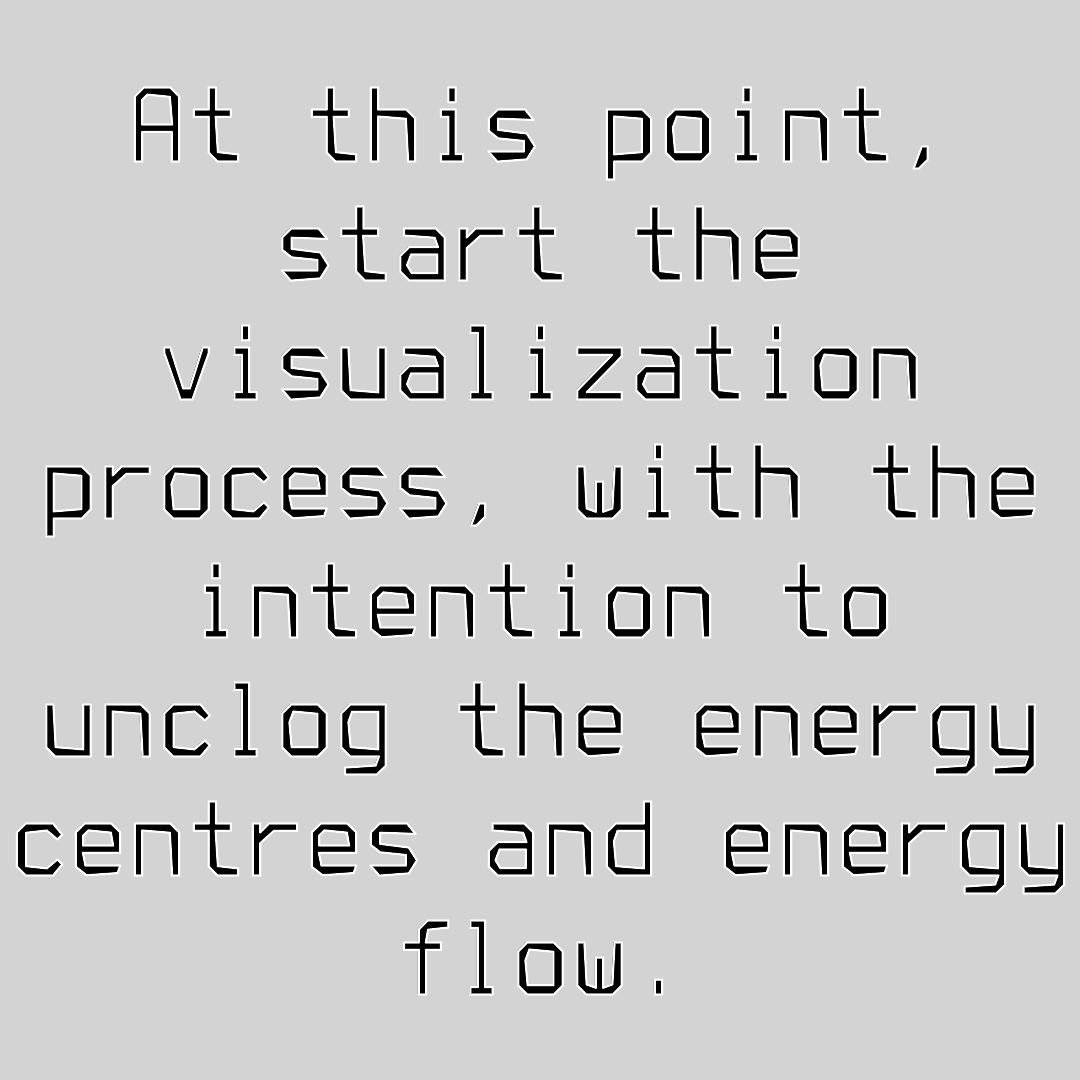 At this point,
start the
visualization
process, with the
intention to
unclog the energy
centres and energy
flow.